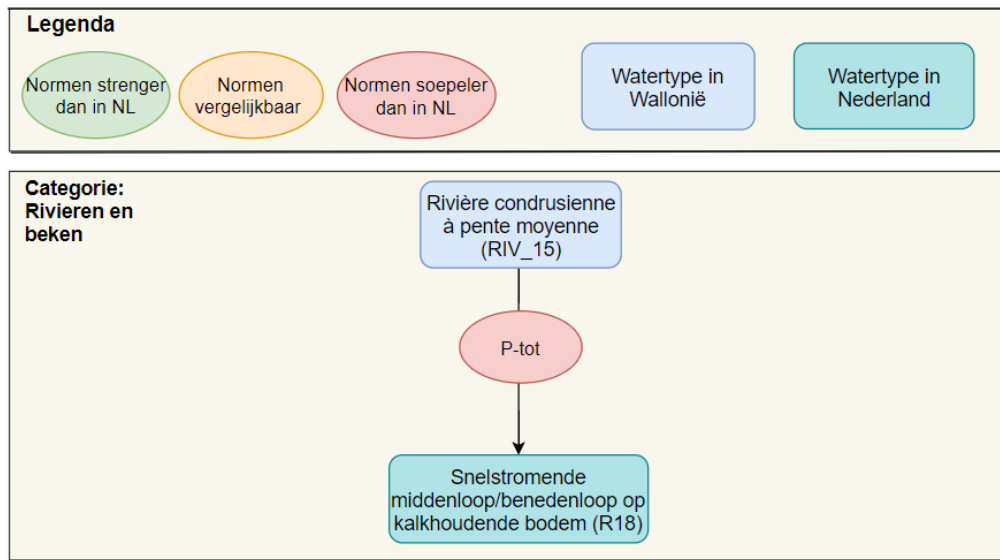 Legenda
Normen strenger
dan in NL
Normen
vergelijkbaar
Normen soepeler
dan in NL
Watertype in
Wallonië
Watertype in
Nederland
Categorie:
Rivieren en
beken
Rivière condrusienne
à pente moyenne
(RIV_15)
P-tot
Snelstromende
middenloop/benedenloop op
kalkhoudende bodem (R18)